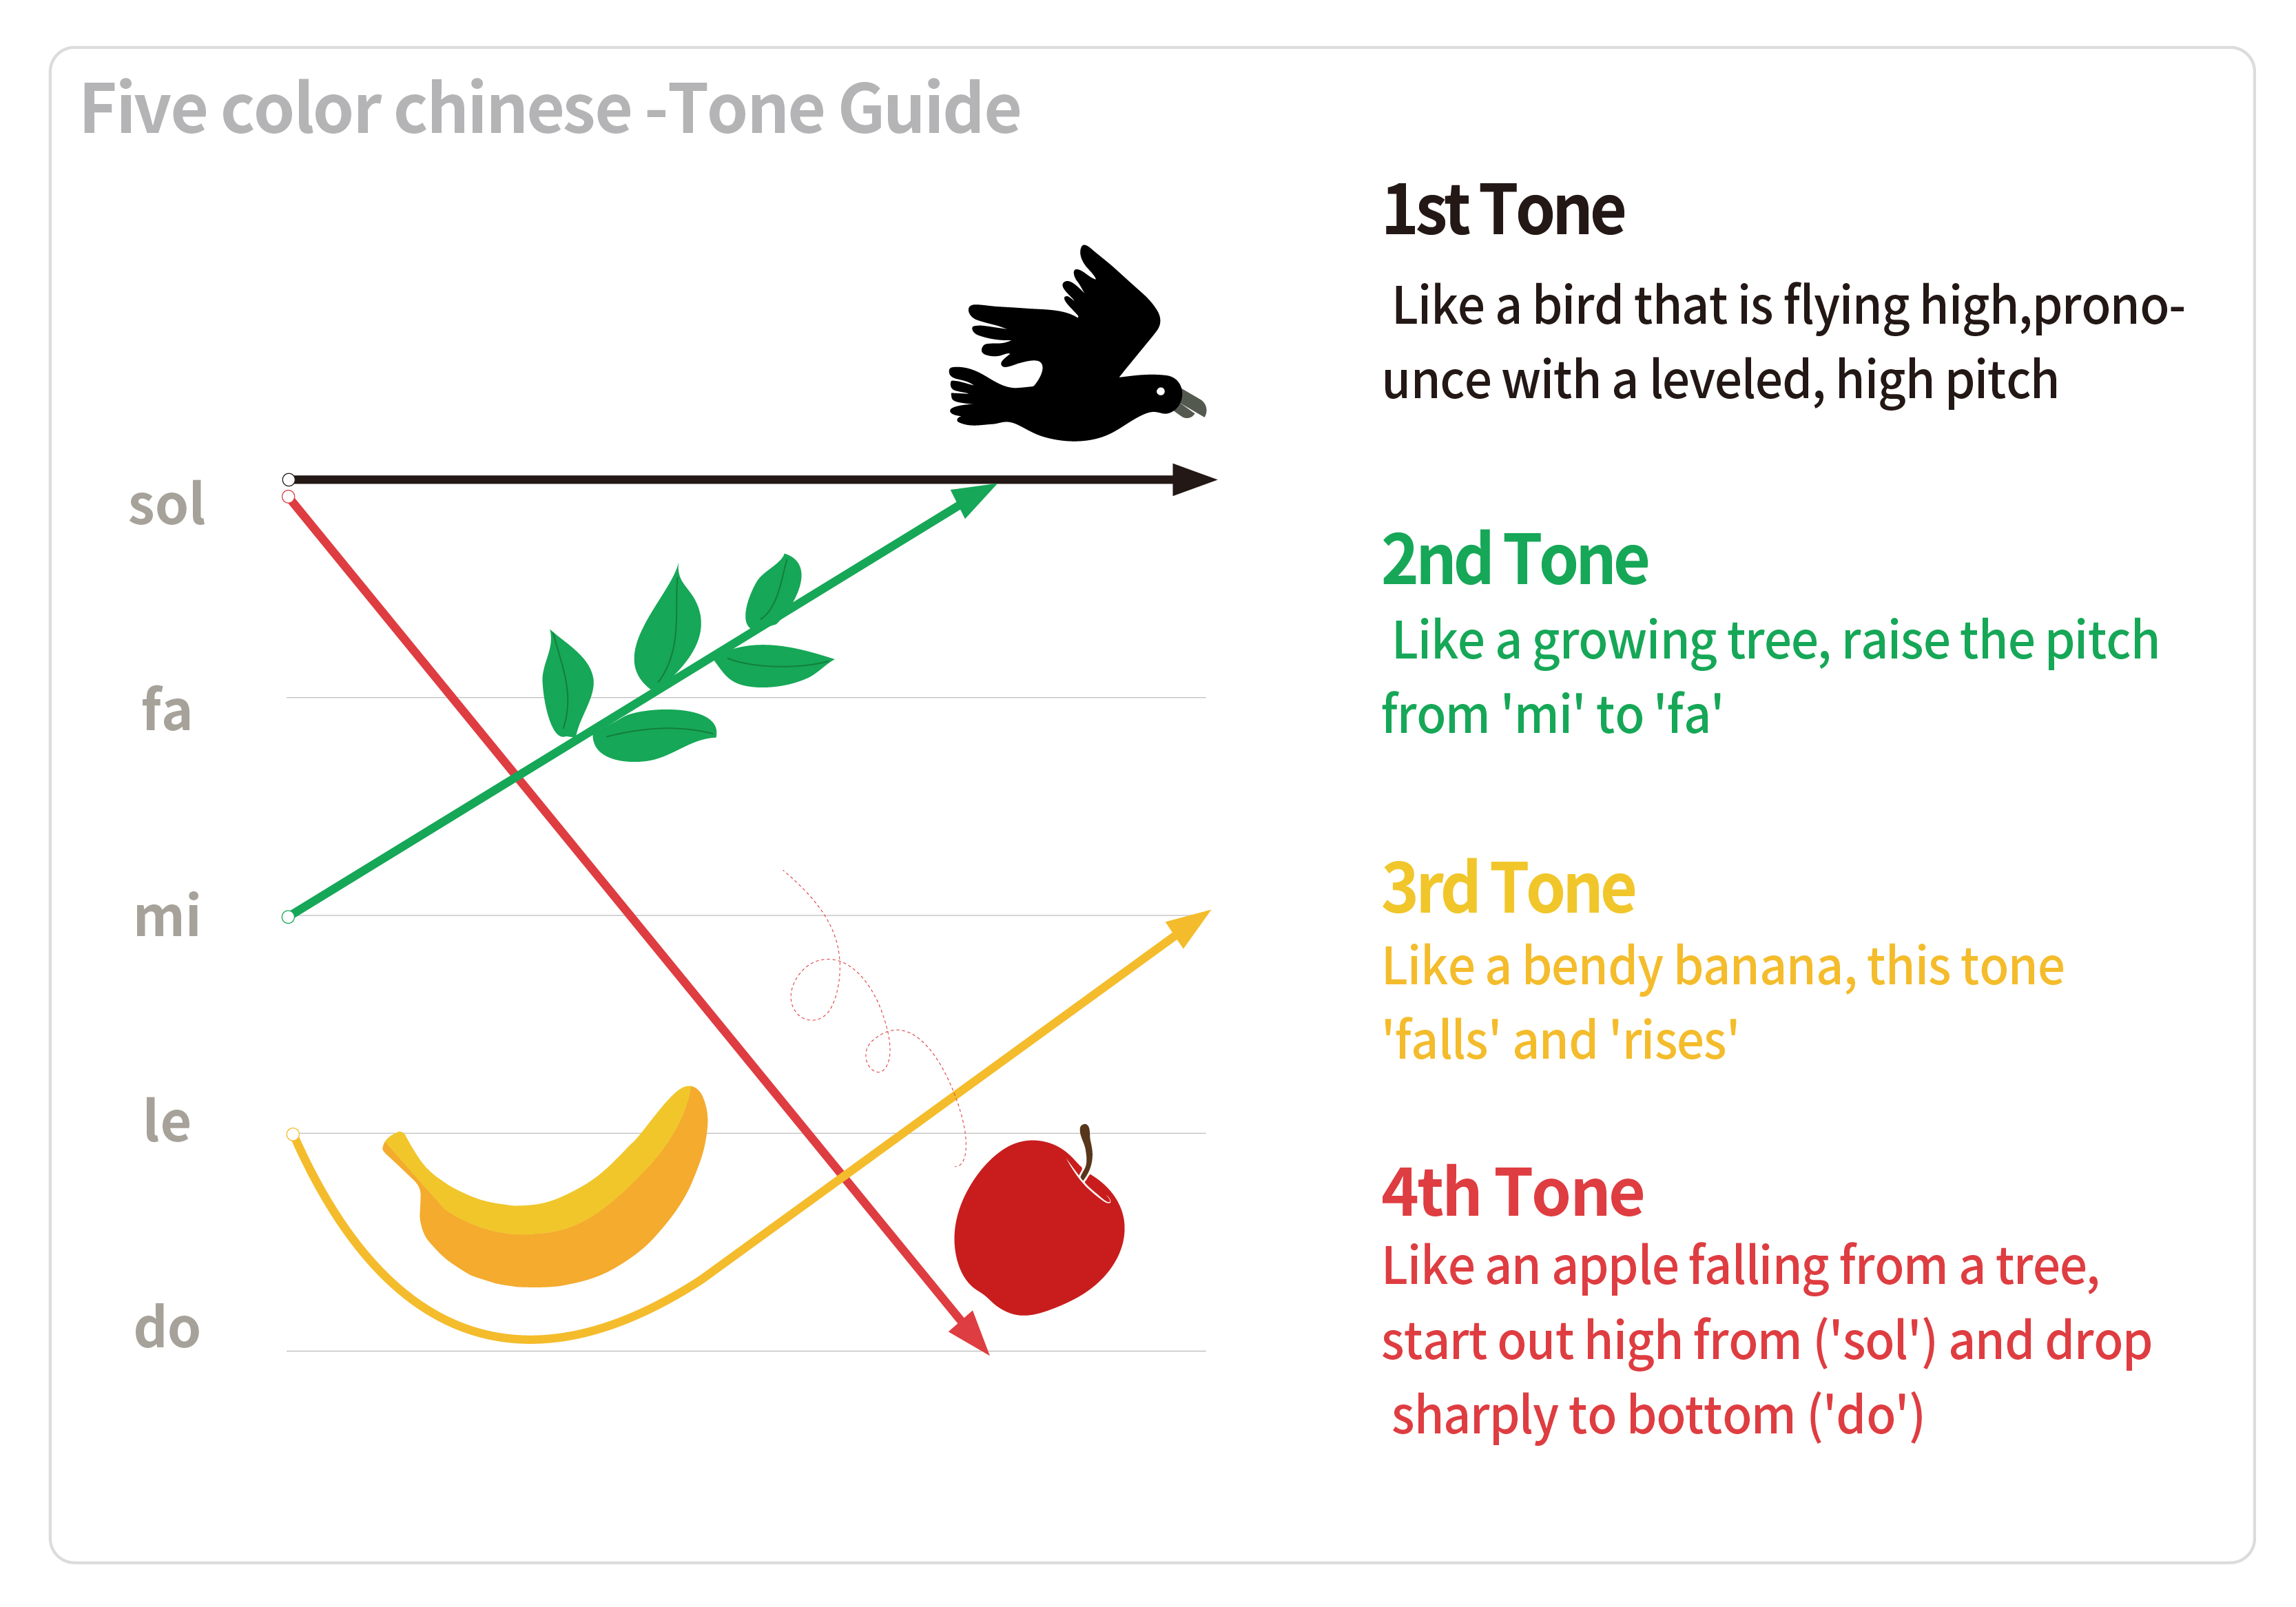 Five color chinese -Tone Guide
1st Tone
Like a bird that is flying high,prono-
unce with a leveled, high pitch
sol
2nd Tone
Like a growing tree, raise the pitch
from 'mi' to 'fa'
fa
3rd Tone
mi
Like a bendy banana, this tone
'falls' and 'rises'
le
4th Tone
Like an apple falling from a tree,
start out high from ('sol') and drop
sharply to bottom ('do')
do